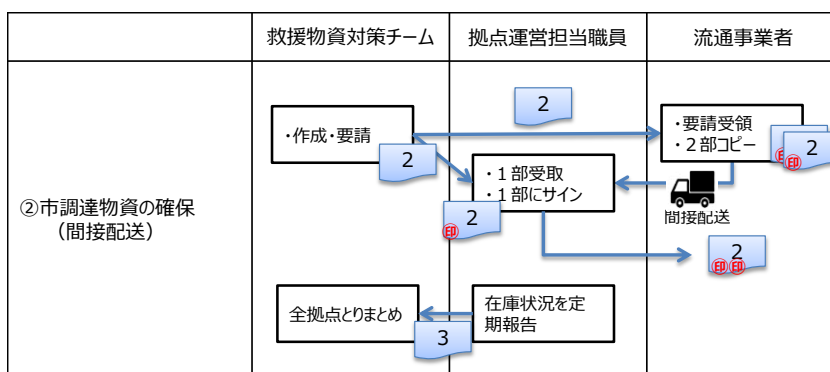 救援物資対策チーム
拠点運営担当職員
流通事業者
②市調達物資の確保
（間接配送）
・作成・要請
2
2
・要請受領
・２部コピー
印
印
2
・１部受取
・１部にサイン
印
2
間接配送
2
印 印
全拠点とりまとめ
3
在庫状況を定
期報告